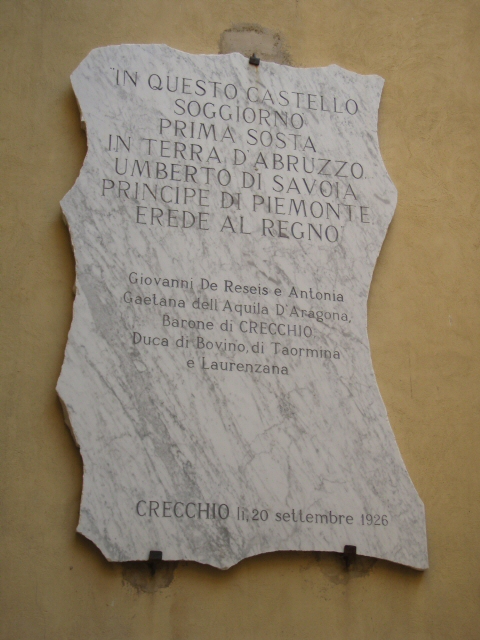 "IN QUESTO CASTELLO
SOGGIORNO
PRIMA SOSTA
IN TERRA D'ABRUZZO
UMBERTO DI SAVOIA
PRINCIPE DI PIEMONTE
EREDE AL REGNO"
Giovanni De Reseis e Antonia
Gaetana dell'Aquila D'Aragona,
Barone di CRECCHIO
Duca di Bovino, di Taormina
e Laurenzana
CRECCHIO li, 20 settembre 1926